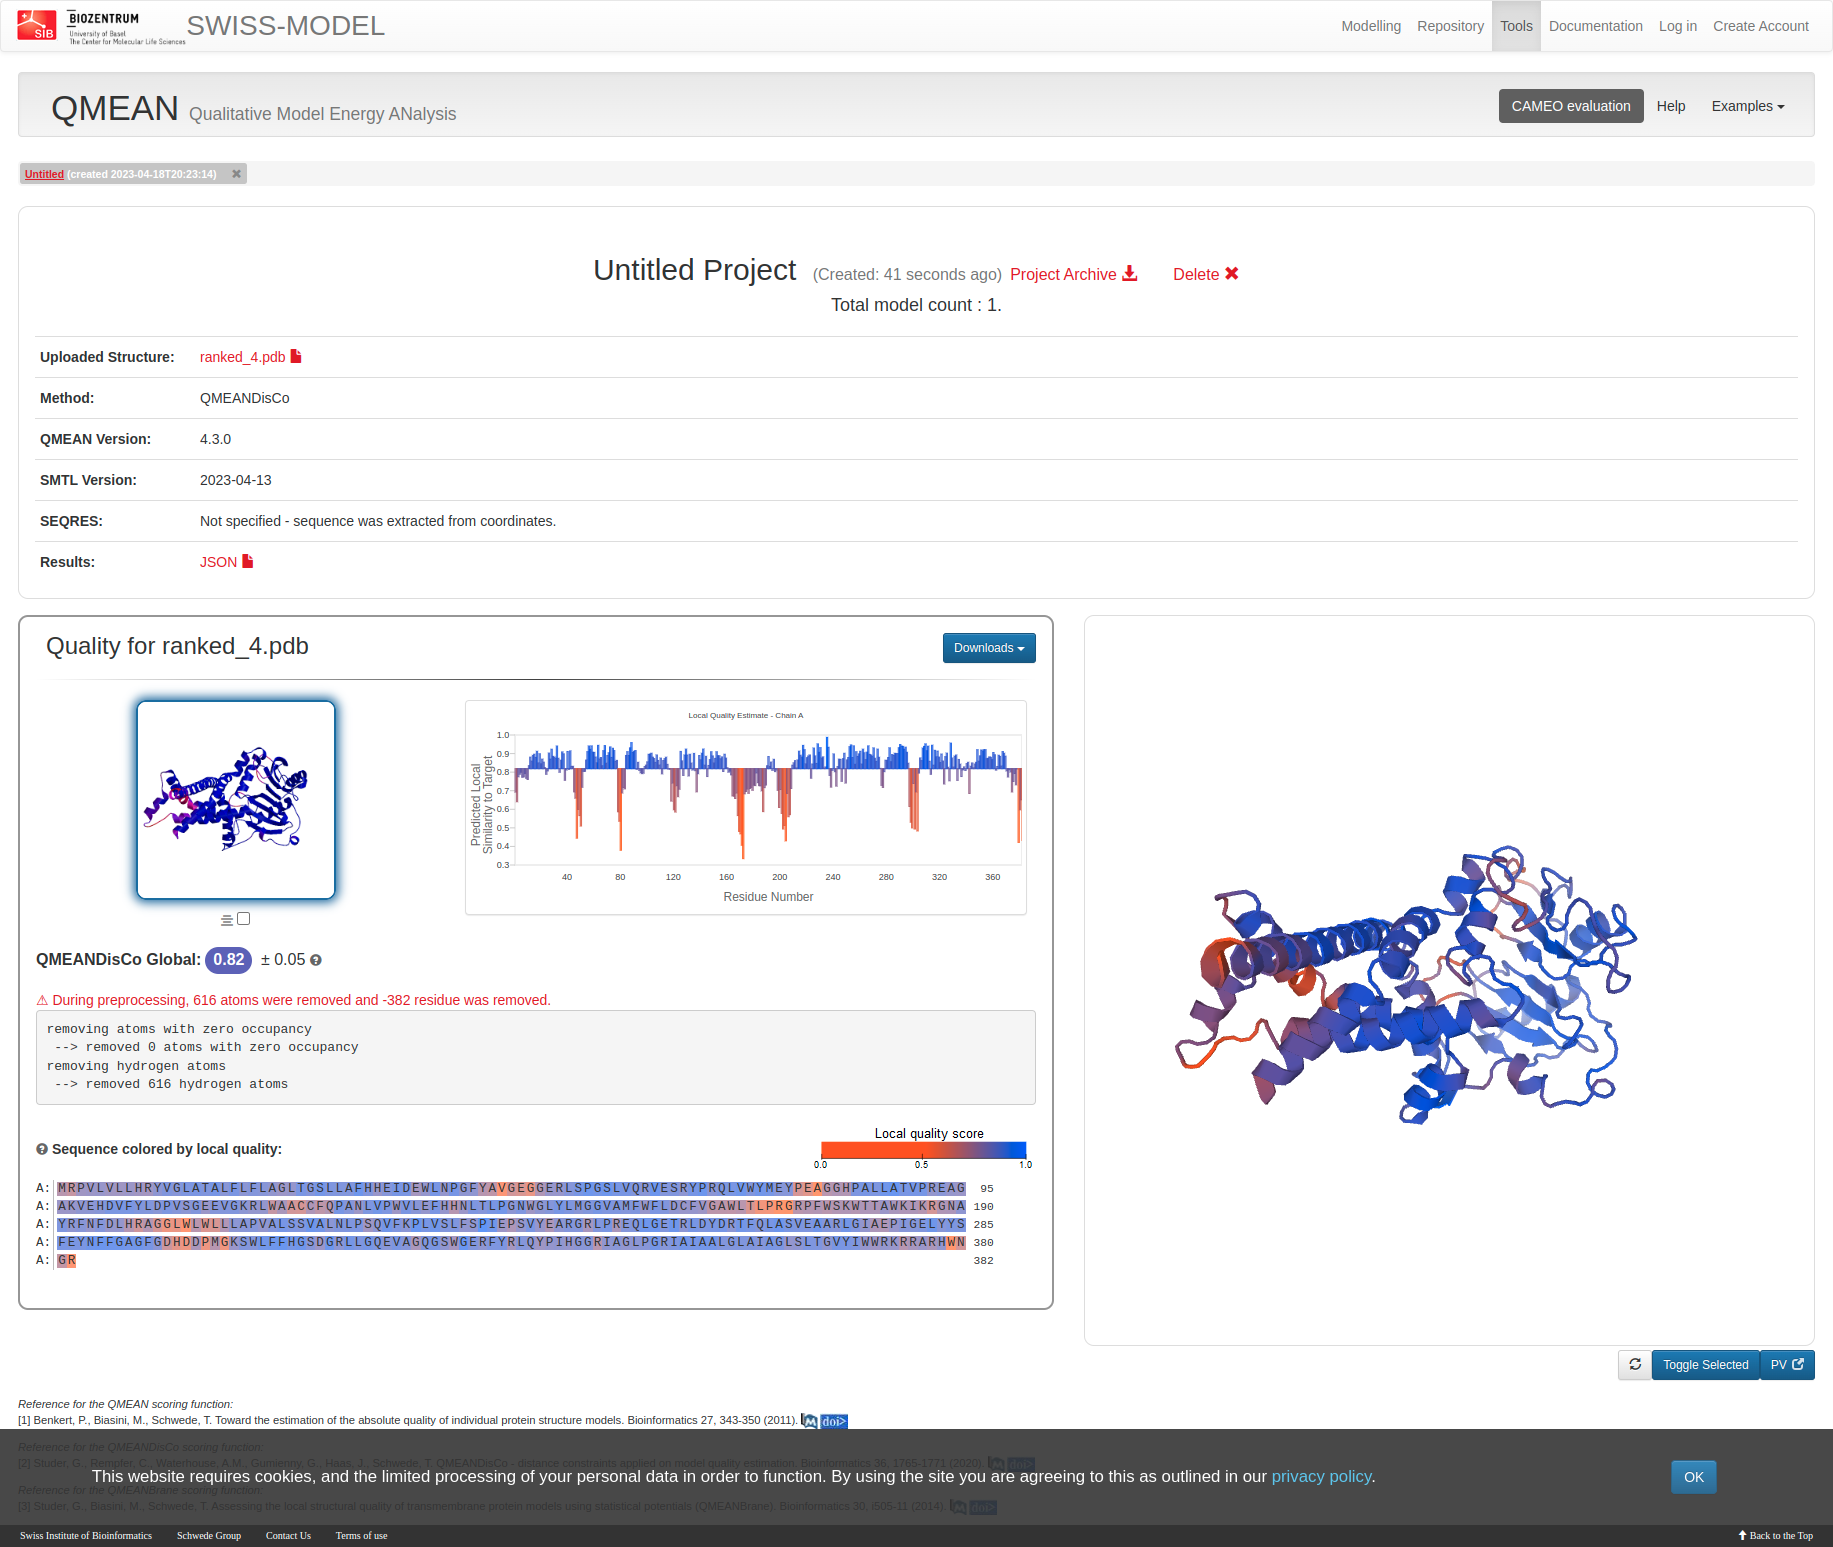 SIB BIOZENTRUM
University of Basel
The Center for Molecular Life Sciences
SWISS-MODEL
Modelling Repository Tools Documentation Log in Create Account
QMEAN Qualitative Model Energy ANalysis
CAMEO evaluation Help Examples
Untitled (created 2023-04-18T20:23:14) ✖
Untitled Project (Created: 41 seconds ago) Project Archive Delete ✖
Total model count : 1.
Uploaded Structure: ranked_4.pdb
Method: QMEANDisCo
QMEAN Version: 4.3.0
SMTL Version: 2023-04-13
SEQRES: Not specified - sequence was extracted from coordinates.
Results: JSON
Quality for ranked_4.pdb
Downloads
Local Quality Estimate - Chain A
Predicted Local
Similarity to Target
1.0
0.9
0.8
0.7
0.6
0.5
0.4
0.3
40 80 120 160 200 240 280 320 360
Residue Number
QMEANDisCo Global: 0.82 ± 0.05
⚠ During preprocessing, 616 atoms were removed and -382 residue was removed.
removing atoms with zero occupancy
--> removed 0 atoms with zero occupancy
removing hydrogen atoms
--> removed 616 hydrogen atoms
Local quality score
0.0 0.5 1.0
Sequence colored by local quality:
A: MRPVLVLLHRYVGLATALFLFLAGLTGSLLAFHHEIDEWLNPGFYAVGEGGERLSPGSLVQRVESRYPRQLVWYMEYPEAGGHPALLATVPREAG 95
A: AKVEHDVFYLDPVSGEEVGKRLWAACCFQPANLVPWVLEFHHNLTLPGNWGLYLMGGVAMFWFLDCFVGAWLTLPRGRPFWSKWTTAWKIKRGNA 190
A: YRFNFDLHRAGGLWLWLLLAPVALSSVALNLPSQVFKPLVSLFSPIEPSVYEARGRLPREQLGETRLDYDRTFQLASVEAARLGIAEPIGELYYS 285
A: FEYNFFGAGFGDHDDPMGKSWLFFHGSDGRLLGQEVAGQGSWGERFYRLQYPIHGGRIAGLPGRIAIAALGLAIAGLSLTGVYIWWRKRRARHWN 380
A: GR 382
Toggle Selected PV
Reference for the QMEAN scoring function:
[1] Benkert, P., Biasini, M., Schwede, T. Toward the estimation of the absolute quality of individual protein structure models. Bioinformatics 27, 343-350 (2011). M doi>
Reference for the QMEANDisCo scoring function:
[2] Studer, G., Rempfer, C., Waterhouse, A.M., Gumienny, G., Haas, J., Schwede, T. QMEANDisCo - distance constraints applied on model quality estimation. Bioinformatics 36, 1765-1771 (2020). M doi>
This website requires cookies, and the limited processing of your personal data in order to function. By using the site you are agreeing to this as outlined in our privacy policy. OK
Reference for the QMEANBrane scoring function:
[3] Studer, G., Biasini, M., Schwede, T. Assessing the local structural quality of transmembrane protein models using statistical potentials (QMEANBrane). Bioinformatics 30, i505-11 (2014). M doi>
Swiss Institute of Bioinformatics Schwede Group Contact Us Terms of use Back to the Top